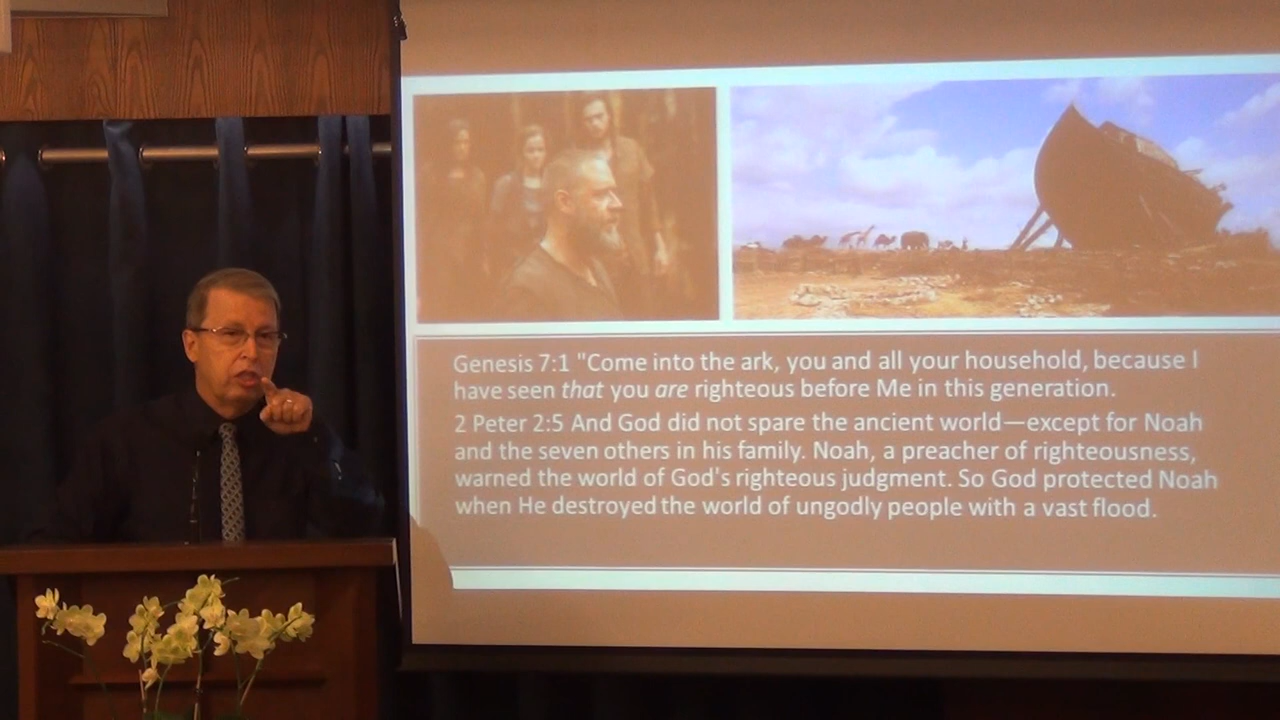 Genesis 7:1 "Come into the ark, you and all your household, because I
have seen that you are righteous before Me in this generation.
2 Peter 2:5 And God did not spare the ancient world—except for Noah
and the seven others in his family. Noah, a preacher of righteousness,
warned the world of God's righteous judgment. So God protected Noah
when He destroyed the world of ungodly people with a vast flood.